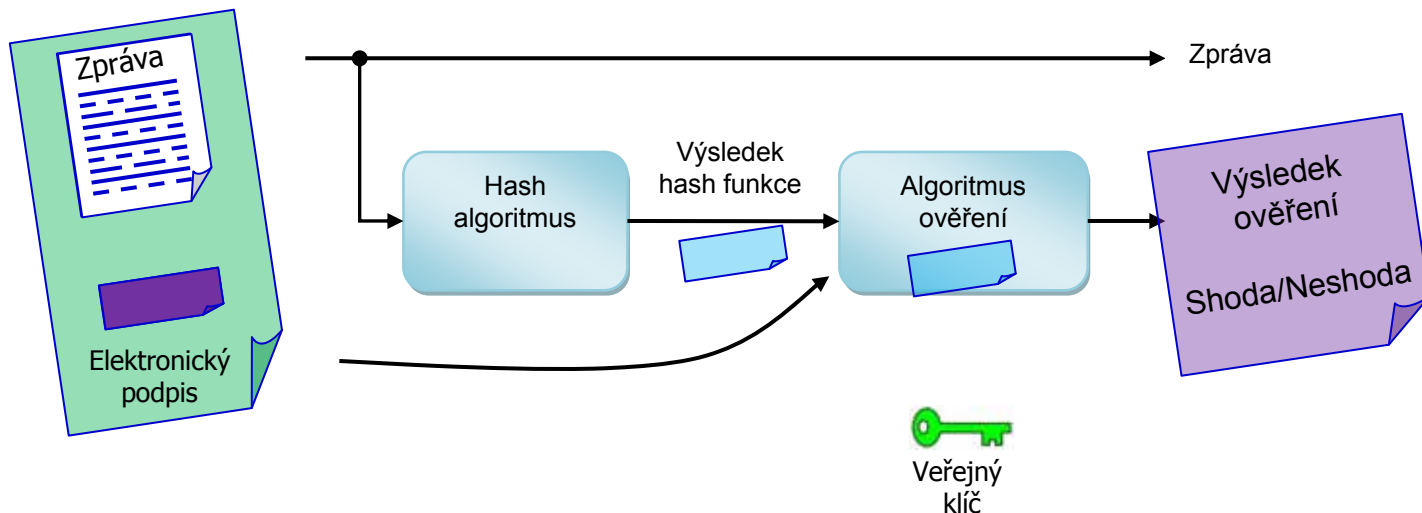 Zpráva
Zpráva
Výsledek
hash funkce
Hash
algoritmus
Algoritmus
ověření
Výsledek
ověření
Shoda/Neshoda
Elektronický
podpis
Veřejný
klíč